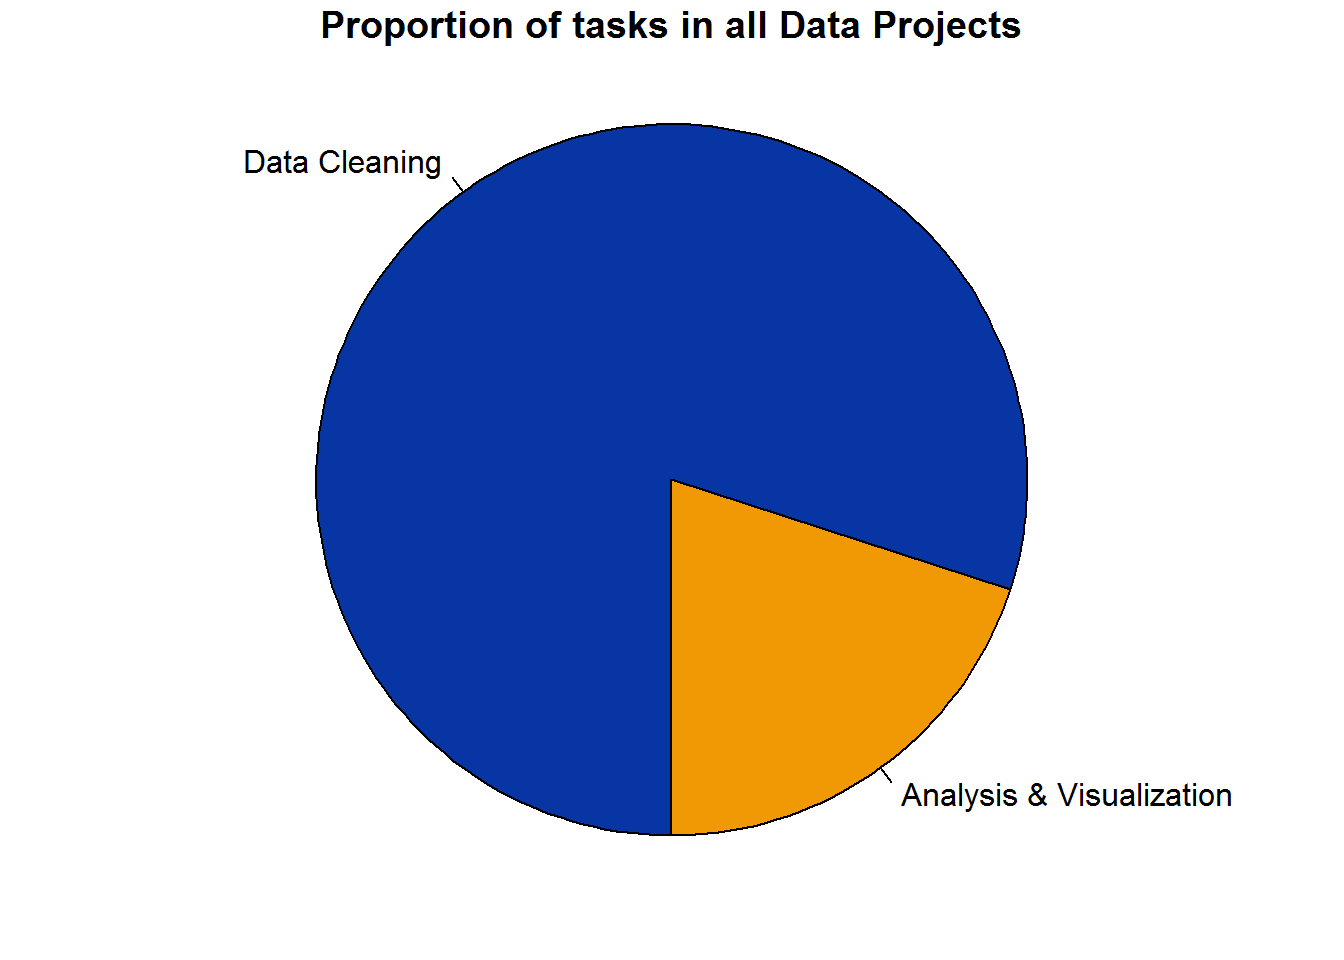 Proportion of tasks in all Data Projects
Data Cleaning
Analysis & Visualization